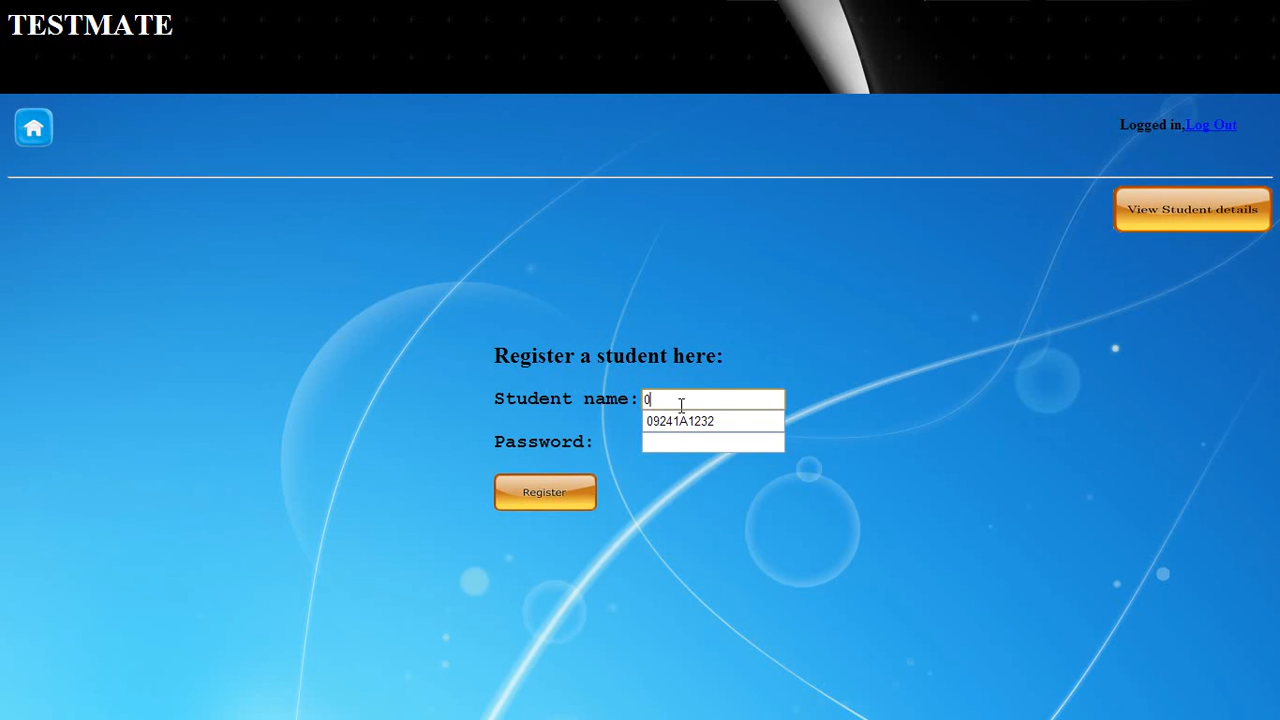 TESTMATE
Logged in,Log Out
View Student details
Register a student here:
Student name: 0
09241A1232
Password:
Register